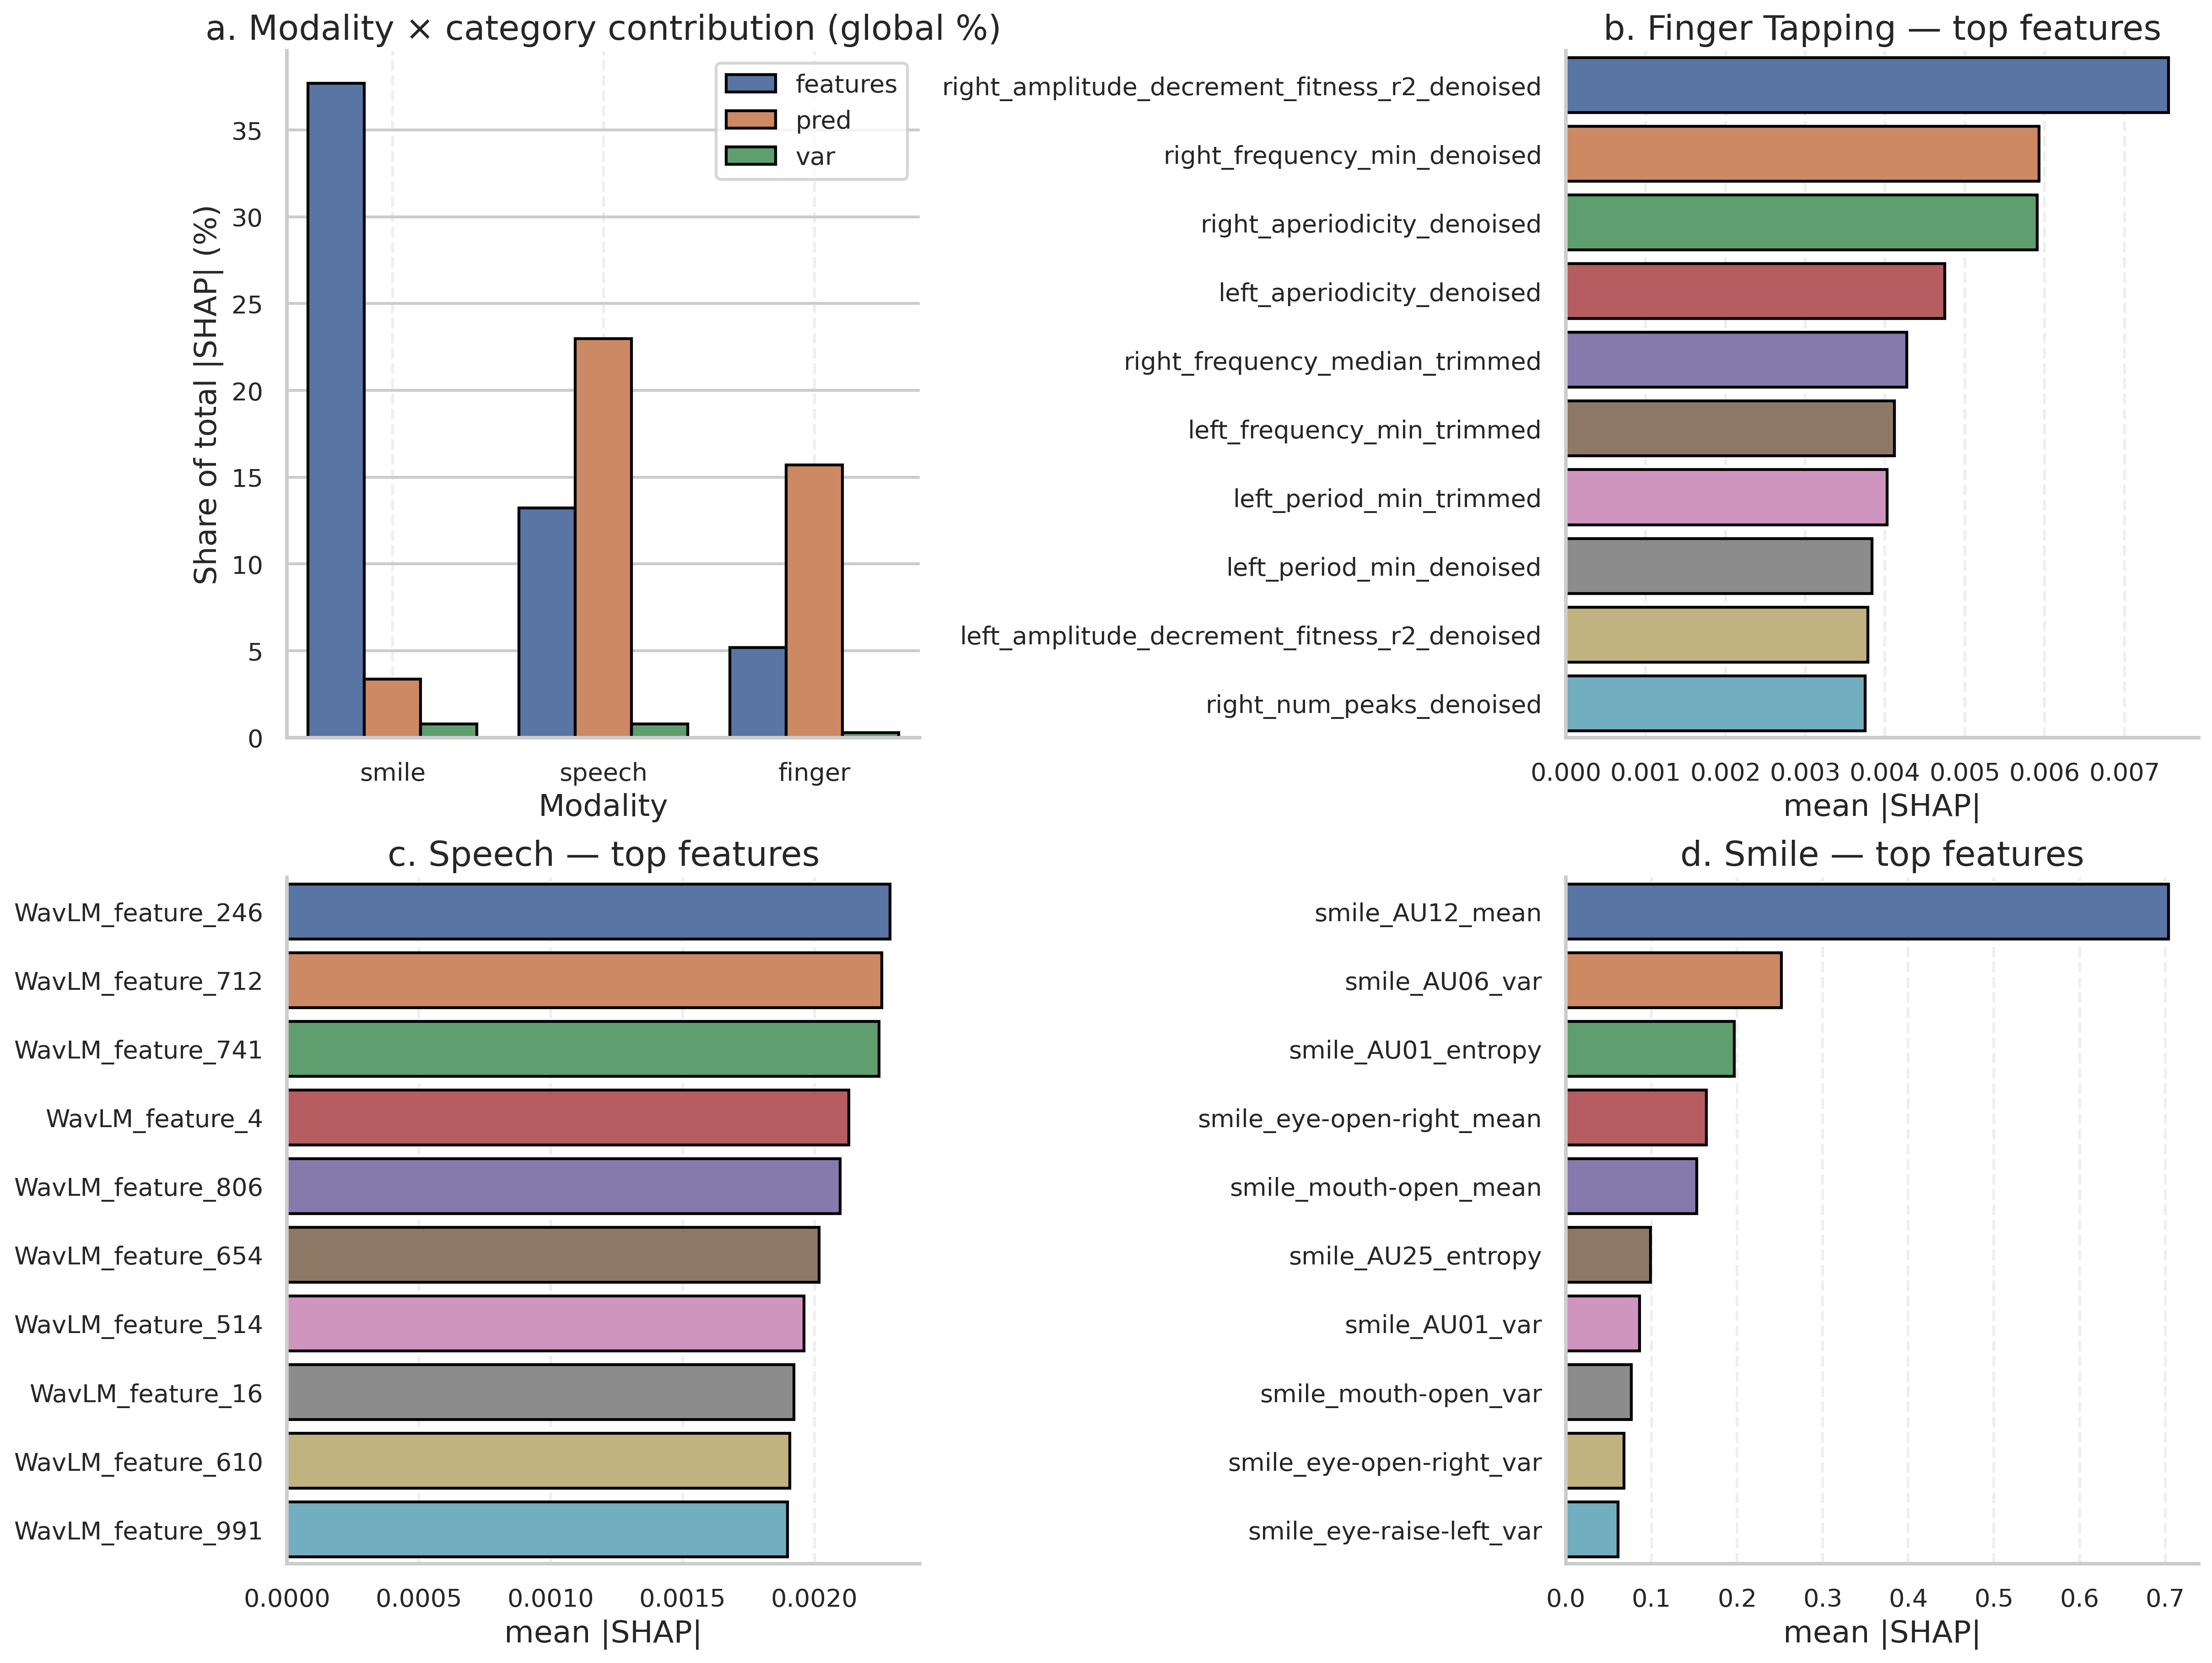 a. Modality × category contribution (global %)
features
pred
var
35
30
25
20
15
10
5
0
Share of total |SHAP| (%)
smile speech finger
Modality
b. Finger Tapping — top features
right_amplitude_decrement_fitness_r2_denoised
right_frequency_min_denoised
right_aperiodicity_denoised
left_aperiodicity_denoised
right_frequency_median_trimmed
left_frequency_min_trimmed
left_period_min_trimmed
left_period_min_denoised
left_amplitude_decrement_fitness_r2_denoised
right_num_peaks_denoised
0.000 0.001 0.002 0.003 0.004 0.005 0.006 0.007
mean |SHAP|
c. Speech — top features
WavLM_feature_246
WavLM_feature_712
WavLM_feature_741
WavLM_feature_4
WavLM_feature_806
WavLM_feature_654
WavLM_feature_514
WavLM_feature_16
WavLM_feature_610
WavLM_feature_991
0.0000 0.0005 0.0010 0.0015 0.0020
mean |SHAP|
d. Smile — top features
smile_AU12_mean
smile_AU06_var
smile_AU01_entropy
smile_eye-open-right_mean
smile_mouth-open_mean
smile_AU25_entropy
smile_AU01_var
smile_mouth-open_var
smile_eye-open-right_var
smile_eye-raise-left_var
0.0 0.1 0.2 0.3 0.4 0.5 0.6 0.7
mean |SHAP|